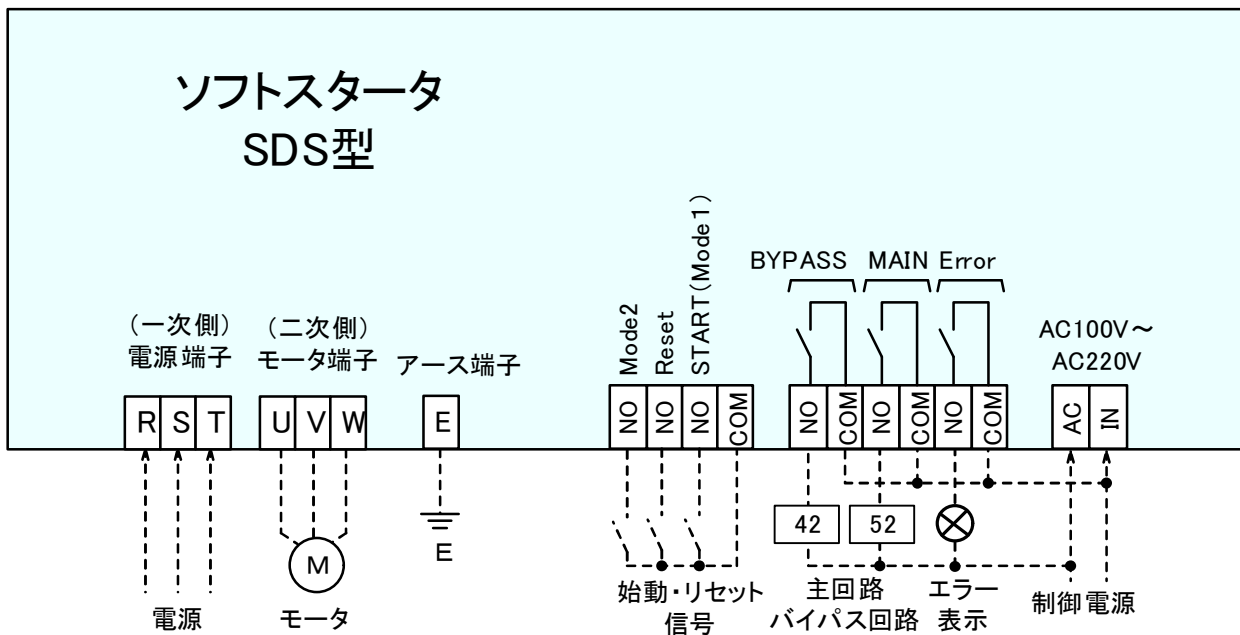 ソフトスタータ
SDS型
BYPASS MAIN Error
Mode2
Reset
START(Mode1)
(一次側)
電源端子
(二次側)
モータ端子
アース端子
AC100V～
AC220V
R S T
U V W
E
NO NO NO COM
NO COM NO COM NO COM
AC IN
42
52
M
E
電源
モータ
始動・リセット
信号
主回路
バイパス回路
エラー
表示
制御電源